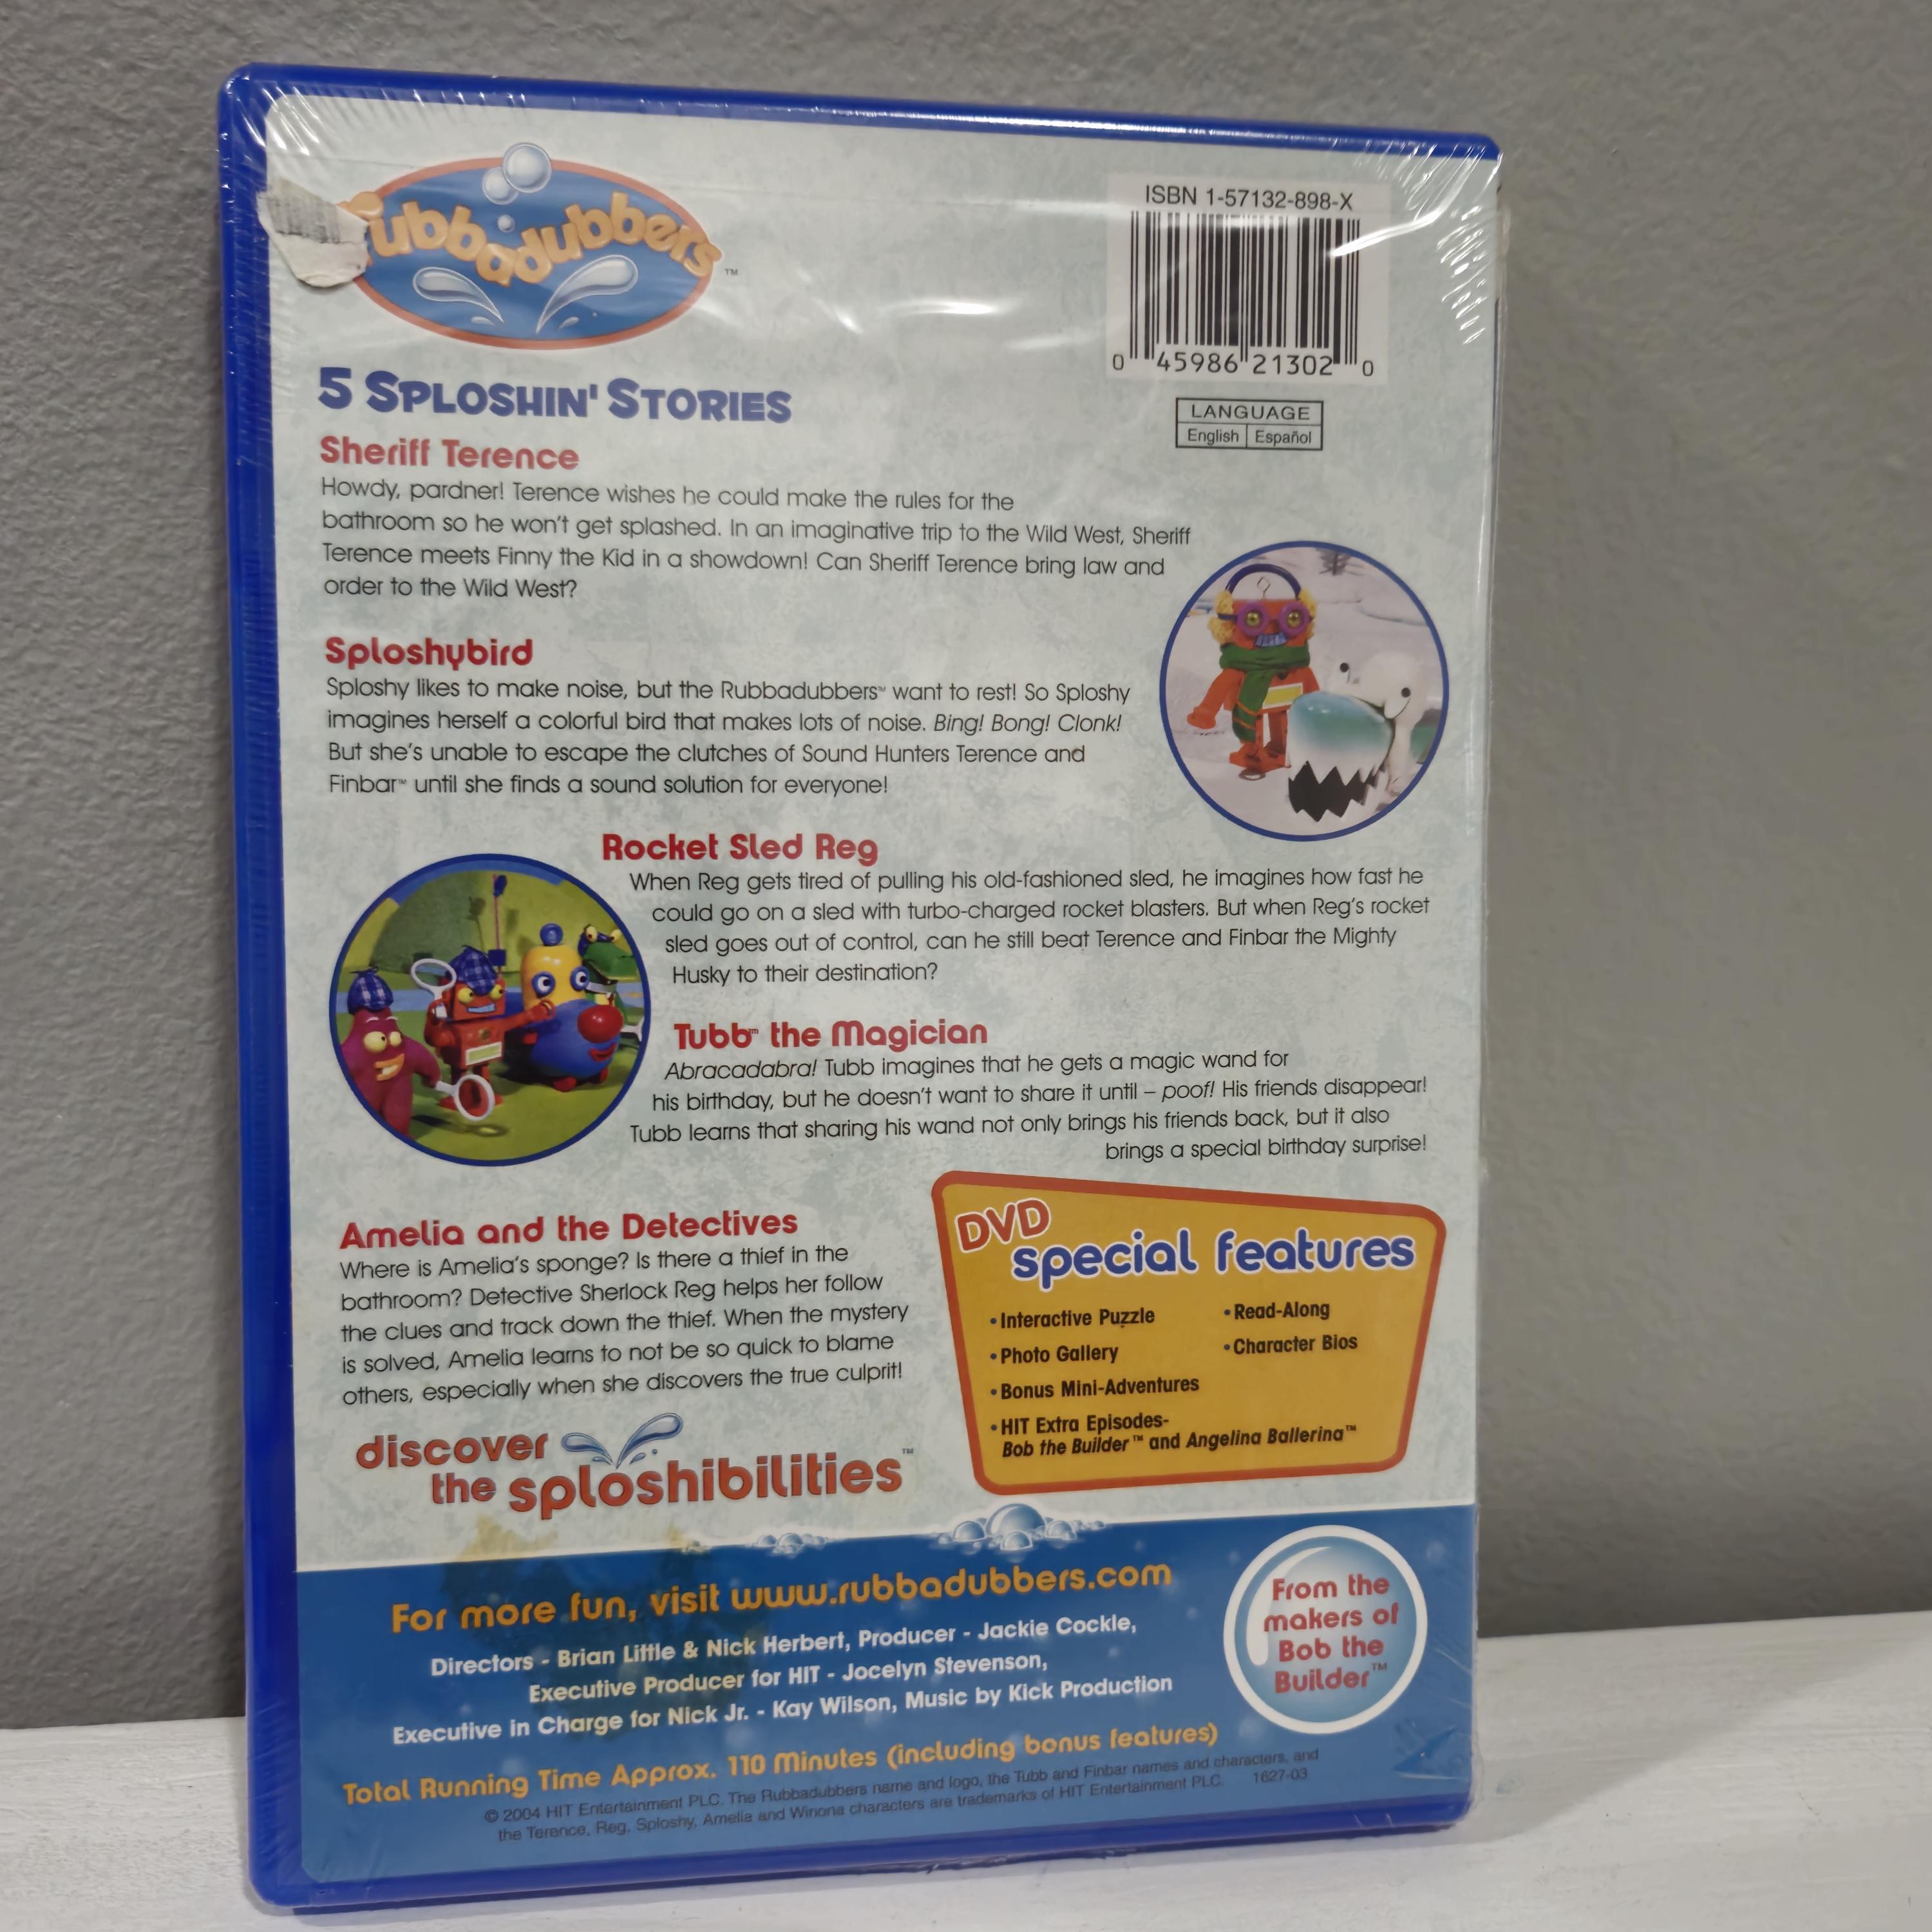 Rubbadubbers™
ISBN 1-57132-898-X
0 45986 21302 0
LANGUAGE
English Español
5 SPLOSHIN' STORIES
Sheriff Terence
Howdy, pardner! Terence wishes he could make the rules for the
bathroom so he won't get splashed. In an imaginative trip to the Wild West, Sheriff
Terence meets Finny the Kid in a showdown! Can Sheriff Terence bring law and
order to the Wild West?
Sploshybird
Sploshy likes to make noise, but the Rubbadubbers™ want to rest! So Sploshy
imagines herself a colorful bird that makes lots of noise. Bing! Bong! Clonk!
But she's unable to escape the clutches of Sound Hunters Terence and
Finbar™ until she finds a sound solution for everyone!
Rocket Sled Reg
When Reg gets tired of pulling his old-fashioned sled, he imagines how fast he
could go on a sled with turbo-charged rocket blasters. But when Reg's rocket
sled goes out of control, can he still beat Terence and Finbar the Mighty
Husky to their destination?
Tubb™ the Magician
Abracadabra! Tubb imagines that he gets a magic wand for
his birthday, but he doesn't want to share it until – poof! His friends disappear!
Tubb learns that sharing his wand not only brings his friends back, but it also
brings a special birthday surprise!
Amelia and the Detectives
Where is Amelia's sponge? Is there a thief in the
bathroom? Detective Sherlock Reg helps her follow
the clues and track down the thief. When the mystery
is solved, Amelia learns to not be so quick to blame
others, especially when she discovers the true culprit!
discover
the sploshibilities™
DVD
special features
• Interactive Puzzle
• Photo Gallery
• Bonus Mini-Adventures
• HIT Extra Episodes-
Bob the Builder™ and Angelina Ballerina™
• Read-Along
• Character Bios
For more fun, visit www.rubbadubbers.com
Directors - Brian Little & Nick Herbert, Producer - Jackie Cockle,
Executive Producer for HIT - Jocelyn Stevenson,
Executive in Charge for Nick Jr. - Kay Wilson, Music by Kick Production
Total Running Time Approx. 110 Minutes (including bonus features)
© 2004 HIT Entertainment PLC. The Rubbadubbers name and logo, the Tubb and Finbar names and characters, and
the Terence, Reg, Sploshy, Amelia and Winona characters are trademarks of HIT Entertainment PLC. 1627-03
From the
makers of
Bob the
Builder™